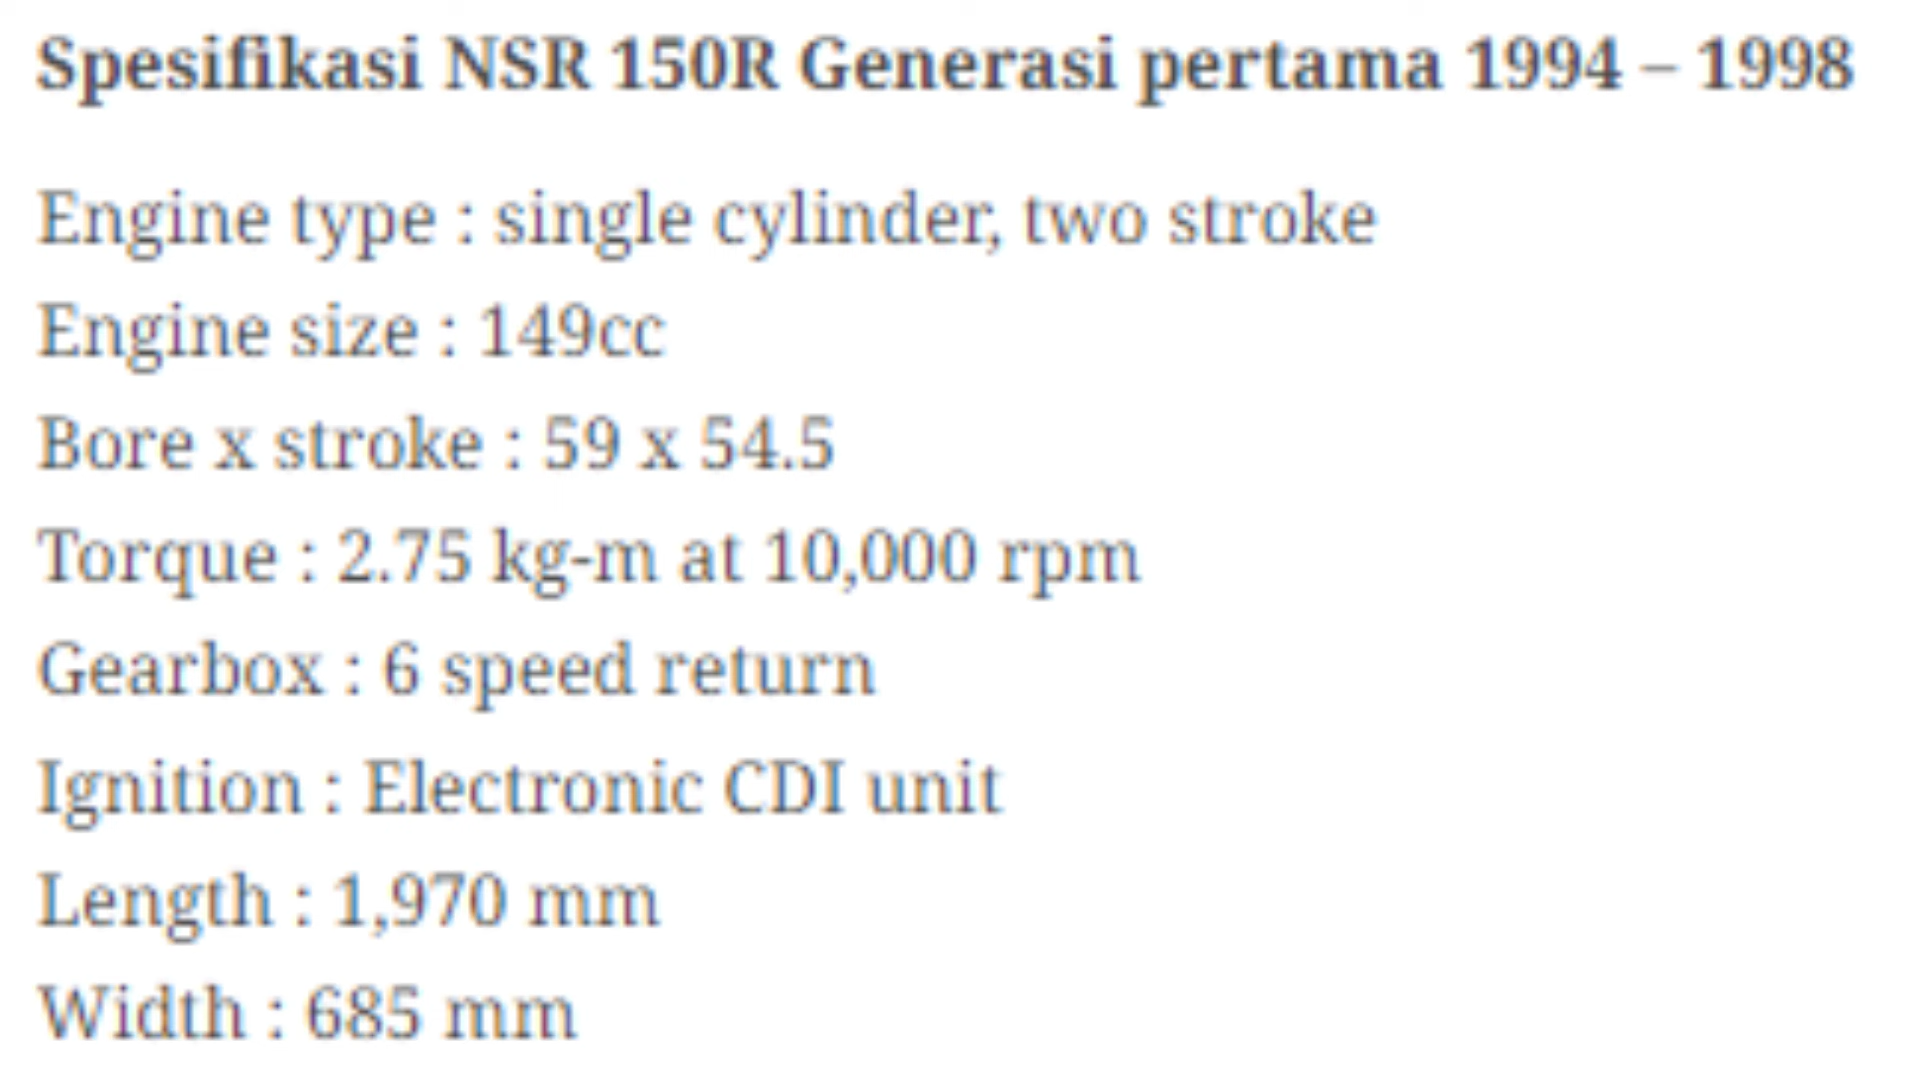 Spesifikasi NSR 150R Generasi pertama 1994 – 1998
Engine type : single cylinder, two stroke
Engine size : 149cc
Bore x stroke : 59 x 54.5
Torque : 2.75 kg-m at 10,000 rpm
Gearbox : 6 speed return
Ignition : Electronic CDI unit
Length : 1,970 mm
Width : 685 mm